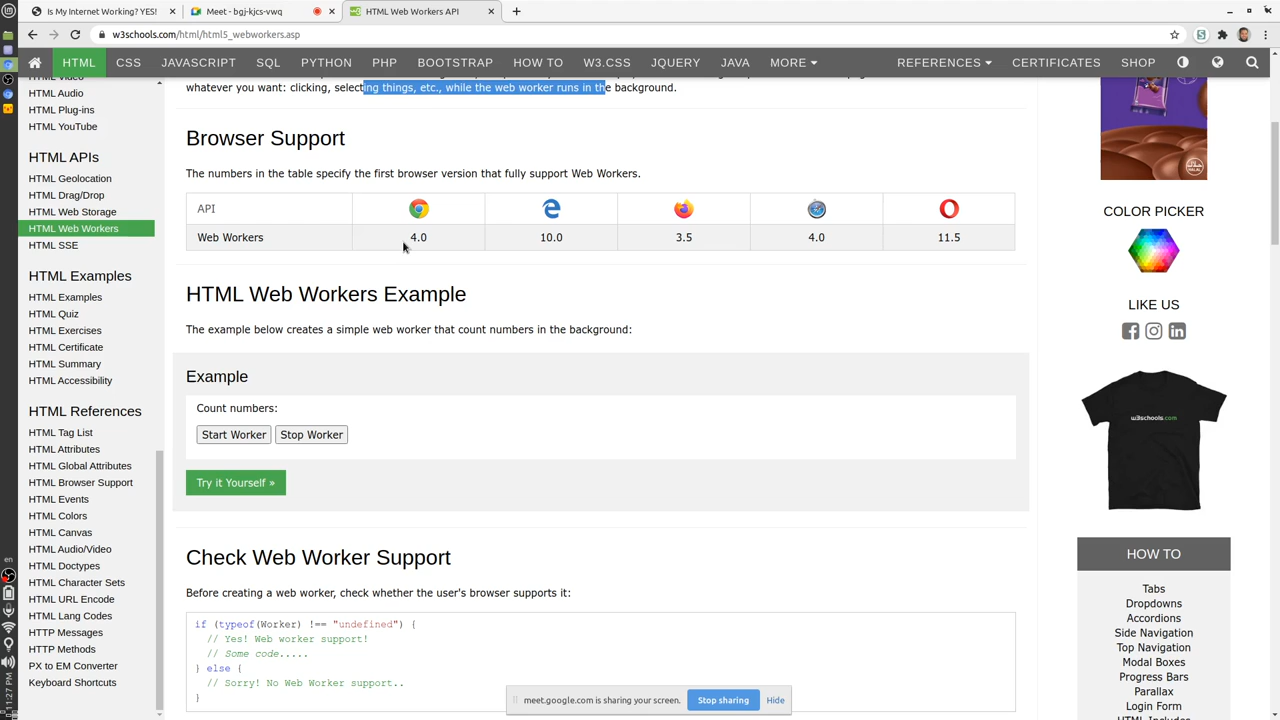 Is My Internet Working? YES!
Meet - bgj-kjcs-vwq
HTML Web Workers API
w3schools.com/html/html5_webworkers.asp
HTML
CSS
JAVASCRIPT
SQL
PYTHON
PHP
BOOTSTRAP
HOW TO
W3.CSS
JQUERY
JAVA
MORE
REFERENCES
CERTIFICATES
SHOP
HTML Video
HTML Audio
HTML Plug-ins
HTML YouTube
HTML APIs
HTML Geolocation
HTML Drag/Drop
HTML Web Storage
HTML Web Workers
HTML SSE
HTML Examples
HTML Examples
HTML Quiz
HTML Exercises
HTML Certificate
HTML Summary
HTML Accessibility
HTML References
HTML Tag List
HTML Attributes
HTML Global Attributes
HTML Browser Support
HTML Events
HTML Colors
HTML Canvas
HTML Audio/Video
HTML Doctypes
HTML Character Sets
HTML URL Encode
HTML Lang Codes
HTTP Messages
HTTP Methods
PX to EM Converter
Keyboard Shortcuts
whatever you want: clicking, selecting things, etc., while the web worker runs in the background.
Browser Support
The numbers in the table specify the first browser version that fully support Web Workers.
API
Web Workers 4.0 10.0 3.5 4.0 11.5
HTML Web Workers Example
The example below creates a simple web worker that count numbers in the background:
Example
Count numbers:
Start Worker Stop Worker
Try it Yourself »
Check Web Worker Support
Before creating a web worker, check whether the user's browser supports it:
if (typeof(Worker) !== "undefined") {
// Yes! Web worker support!
// Some code.....
} else {
// Sorry! No Web Worker support..
}
COLOR PICKER
LIKE US
w3schools.com
HOW TO
Tabs
Dropdowns
Accordions
Side Navigation
Top Navigation
Modal Boxes
Progress Bars
Parallax
Login Form
HTML Includes
meet.google.com is sharing your screen.
Stop sharing
Hide
en
11:27 PM